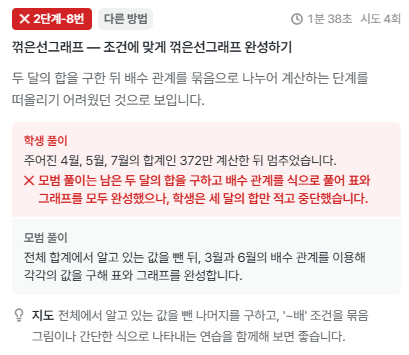 ✕ 2단계-8번 다른 방법 1분 38초 시도 4회
꺾은선그래프 — 조건에 맞게 꺾은선그래프 완성하기
두 달의 합을 구한 뒤 배수 관계를 묶음으로 나누어 계산하는 단계를
떠올리기 어려웠던 것으로 보입니다.
학생 풀이
주어진 4월, 5월, 7월의 합계인 372만 계산한 뒤 멈추었습니다.
✕ 모범 풀이는 남은 두 달의 합을 구하고 배수 관계를 식으로 풀어 표와
그래프를 모두 완성했으나, 학생은 세 달의 합만 적고 중단했습니다.
모범 풀이
전체 합계에서 알고 있는 값을 뺀 뒤, 3월과 6월의 배수 관계를 이용해
각각의 값을 구해 표와 그래프를 완성합니다.
지도 전체에서 알고 있는 값을 뺀 나머지를 구하고, '~배' 조건을 묶음
그림이나 간단한 식으로 나타내는 연습을 함께해 보면 좋습니다.